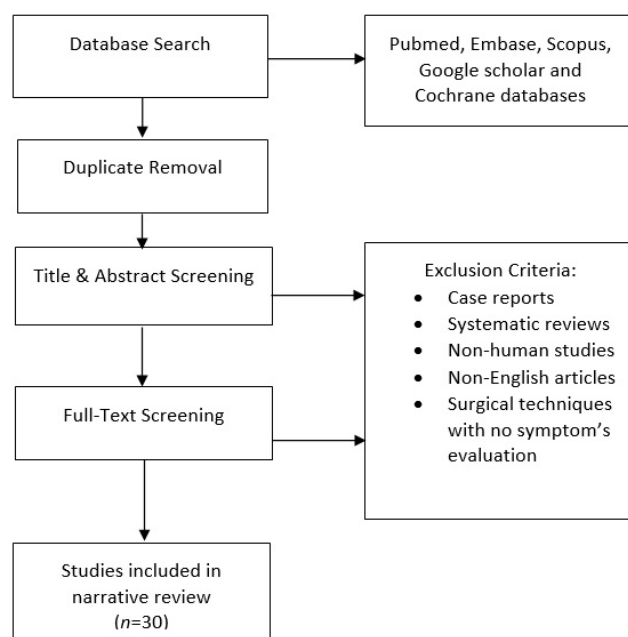 Database Search
Pubmed, Embase, Scopus,
Google scholar and
Cochrane databases
Duplicate Removal
Title & Abstract Screening
Exclusion Criteria:
• Case reports
• Systematic reviews
• Non-human studies
• Non-English articles
• Surgical techniques
with no symptom's
evaluation
Full-Text Screening
Studies included in
narrative review
(n=30)